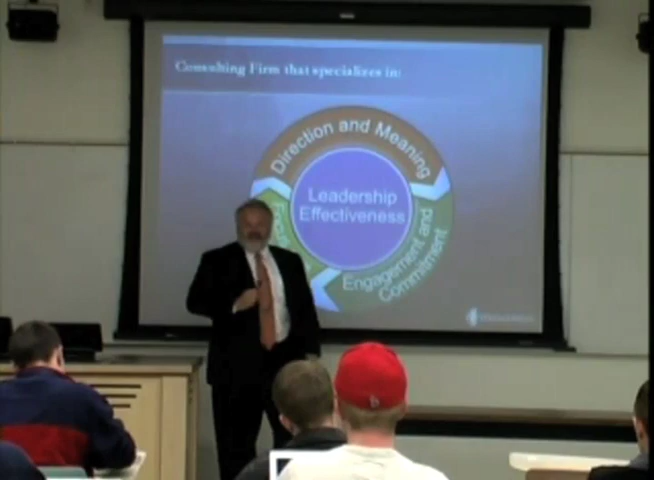 Consulting Firm that specializes in:
Direction and Meaning
Leadership
Effectiveness
Engagement and
Commitment